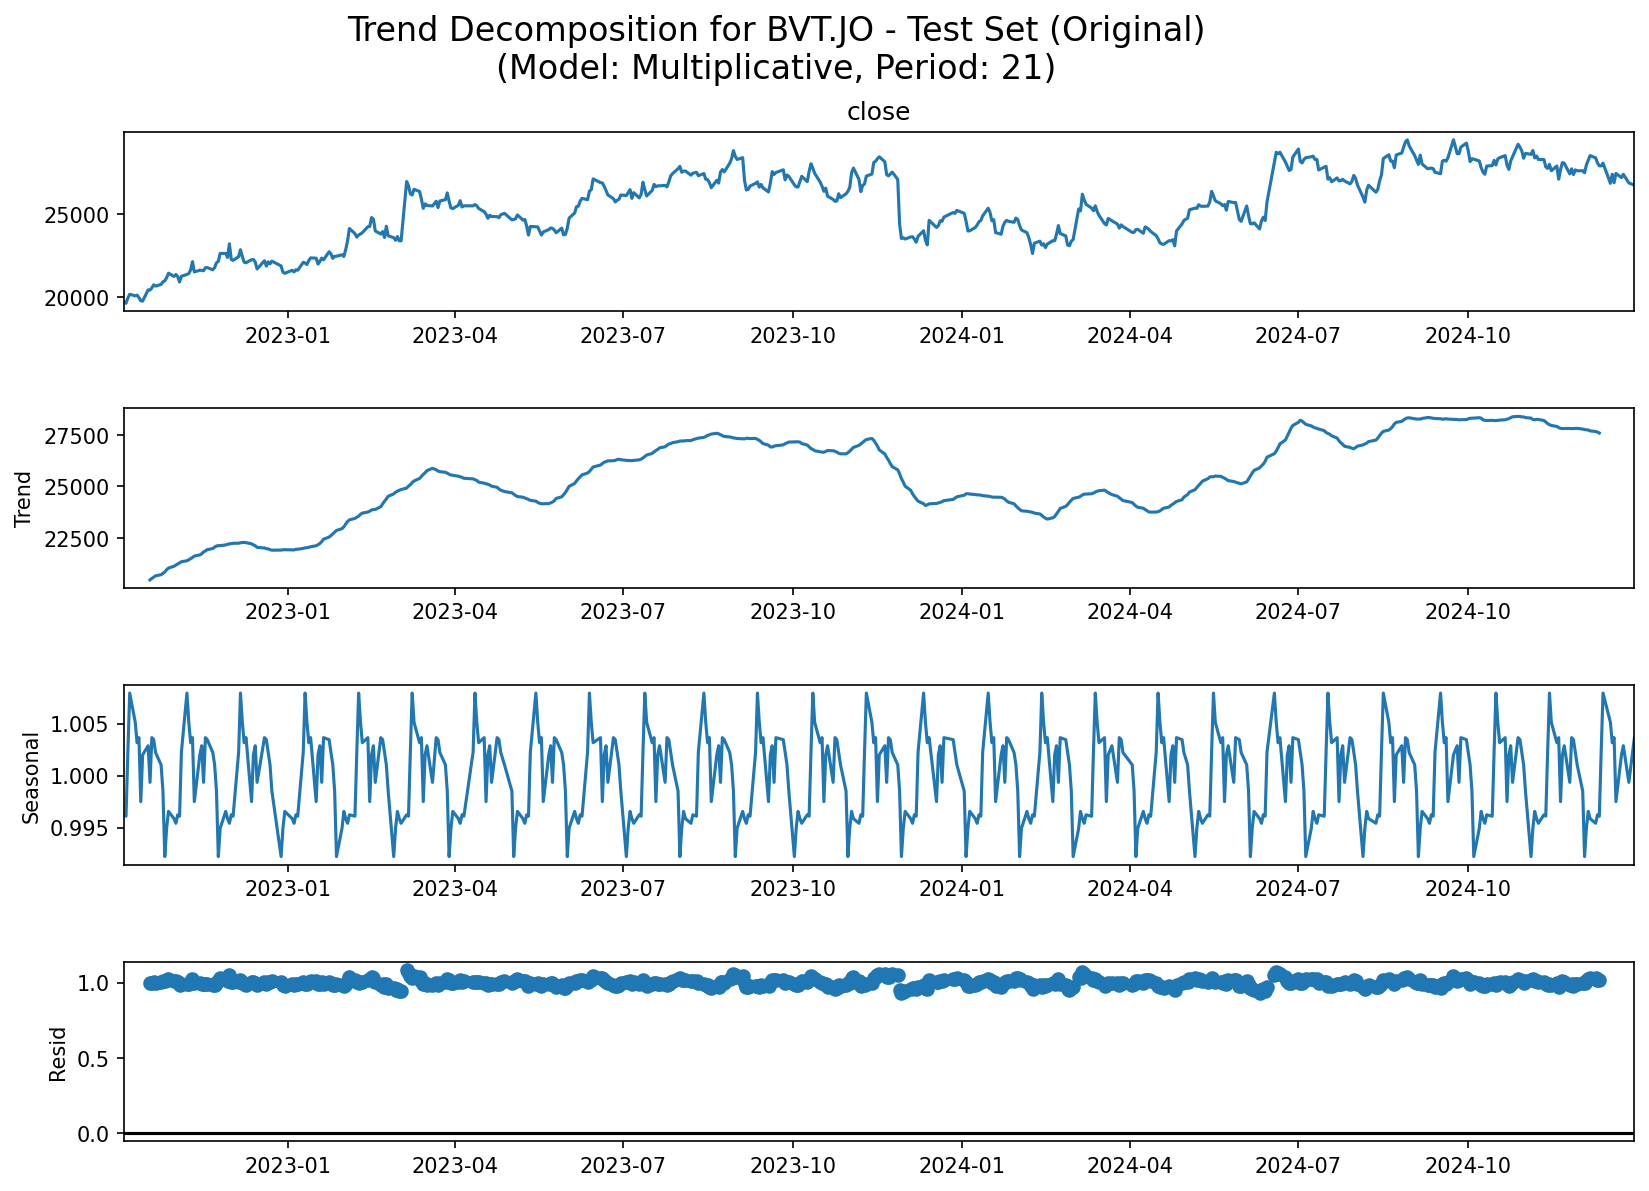 Trend Decomposition for BVT.JO - Test Set (Original)
(Model: Multiplicative, Period: 21)
close
25000
20000
2023-01 2023-04 2023-07 2023-10 2024-01 2024-04 2024-07 2024-10
Trend
27500
25000
22500
2023-01 2023-04 2023-07 2023-10 2024-01 2024-04 2024-07 2024-10
Seasonal
1.005
1.000
0.995
2023-01 2023-04 2023-07 2023-10 2024-01 2024-04 2024-07 2024-10
Resid
1.0
0.5
0.0
2023-01 2023-04 2023-07 2023-10 2024-01 2024-04 2024-07 2024-10